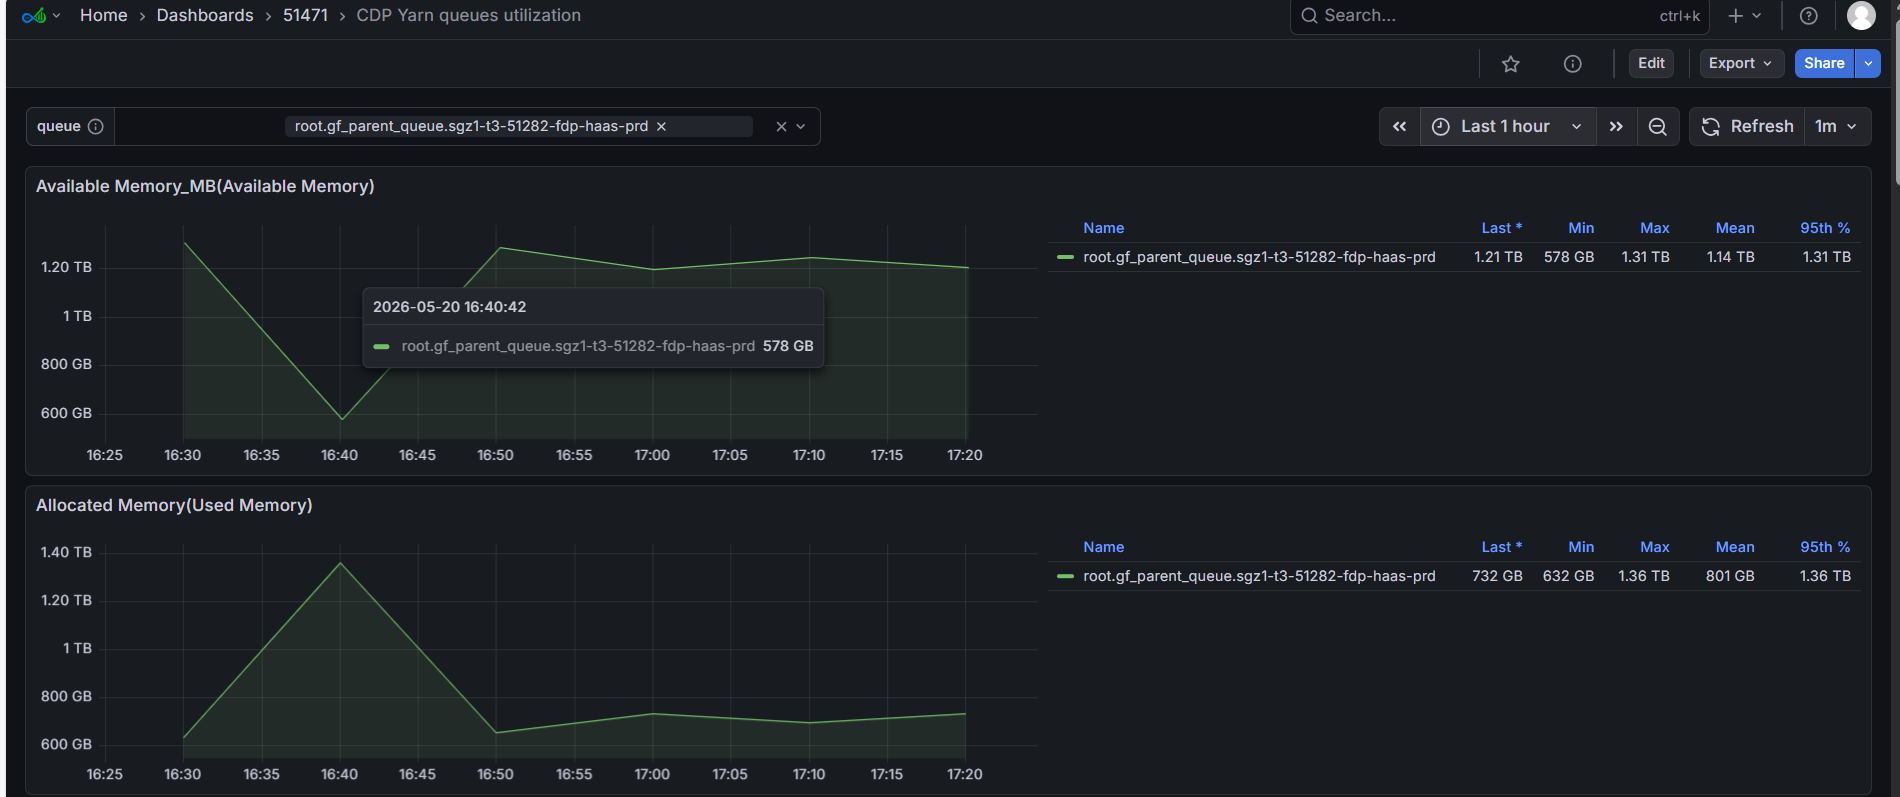 Home › Dashboards › 51471 › CDP Yarn queues utilization
Search... ctrl+k
Edit Export Share
queue root.gf_parent_queue.sgz1-t3-51282-fdp-haas-prd
Last 1 hour Refresh 1m
Available Memory_MB(Available Memory)
1.20 TB
1 TB
800 GB
600 GB
16:25 16:30 16:35 16:40 16:45 16:50 16:55 17:00 17:05 17:10 17:15 17:20
2026-05-20 16:40:42
root.gf_parent_queue.sgz1-t3-51282-fdp-haas-prd 578 GB
Name Last * Min Max Mean 95th %
root.gf_parent_queue.sgz1-t3-51282-fdp-haas-prd 1.21 TB 578 GB 1.31 TB 1.14 TB 1.31 TB
Allocated Memory(Used Memory)
1.40 TB
1.20 TB
1 TB
800 GB
600 GB
16:25 16:30 16:35 16:40 16:45 16:50 16:55 17:00 17:05 17:10 17:15 17:20
Name Last * Min Max Mean 95th %
root.gf_parent_queue.sgz1-t3-51282-fdp-haas-prd 732 GB 632 GB 1.36 TB 801 GB 1.36 TB